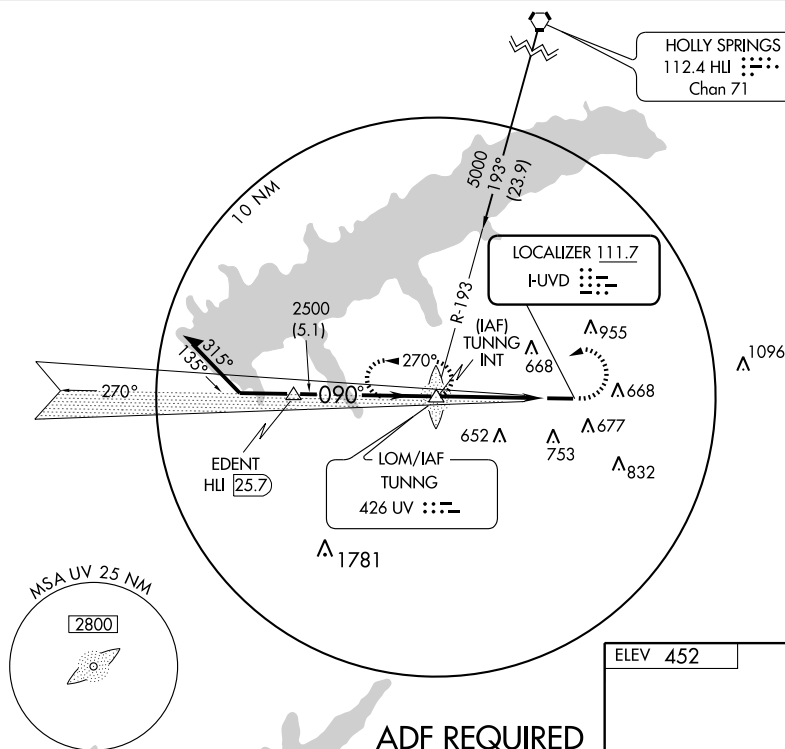 HOLLY SPRINGS
112.4 HLI
Chan 71
10 NM
5000
193°
(23.9)
R-193
LOCALIZER 111.7
I-UVD
2500
(5.1)
(IAF)
TUNNG
INT
955
668
1096
315°
135°
270°
270°
090°
668
677
652
753
832
EDENT
HLI 25.7
LOM/IAF
TUNNG
426 UV
1781
MSA UV 25 NM
2800
ELEV 452
ADF REQUIRED